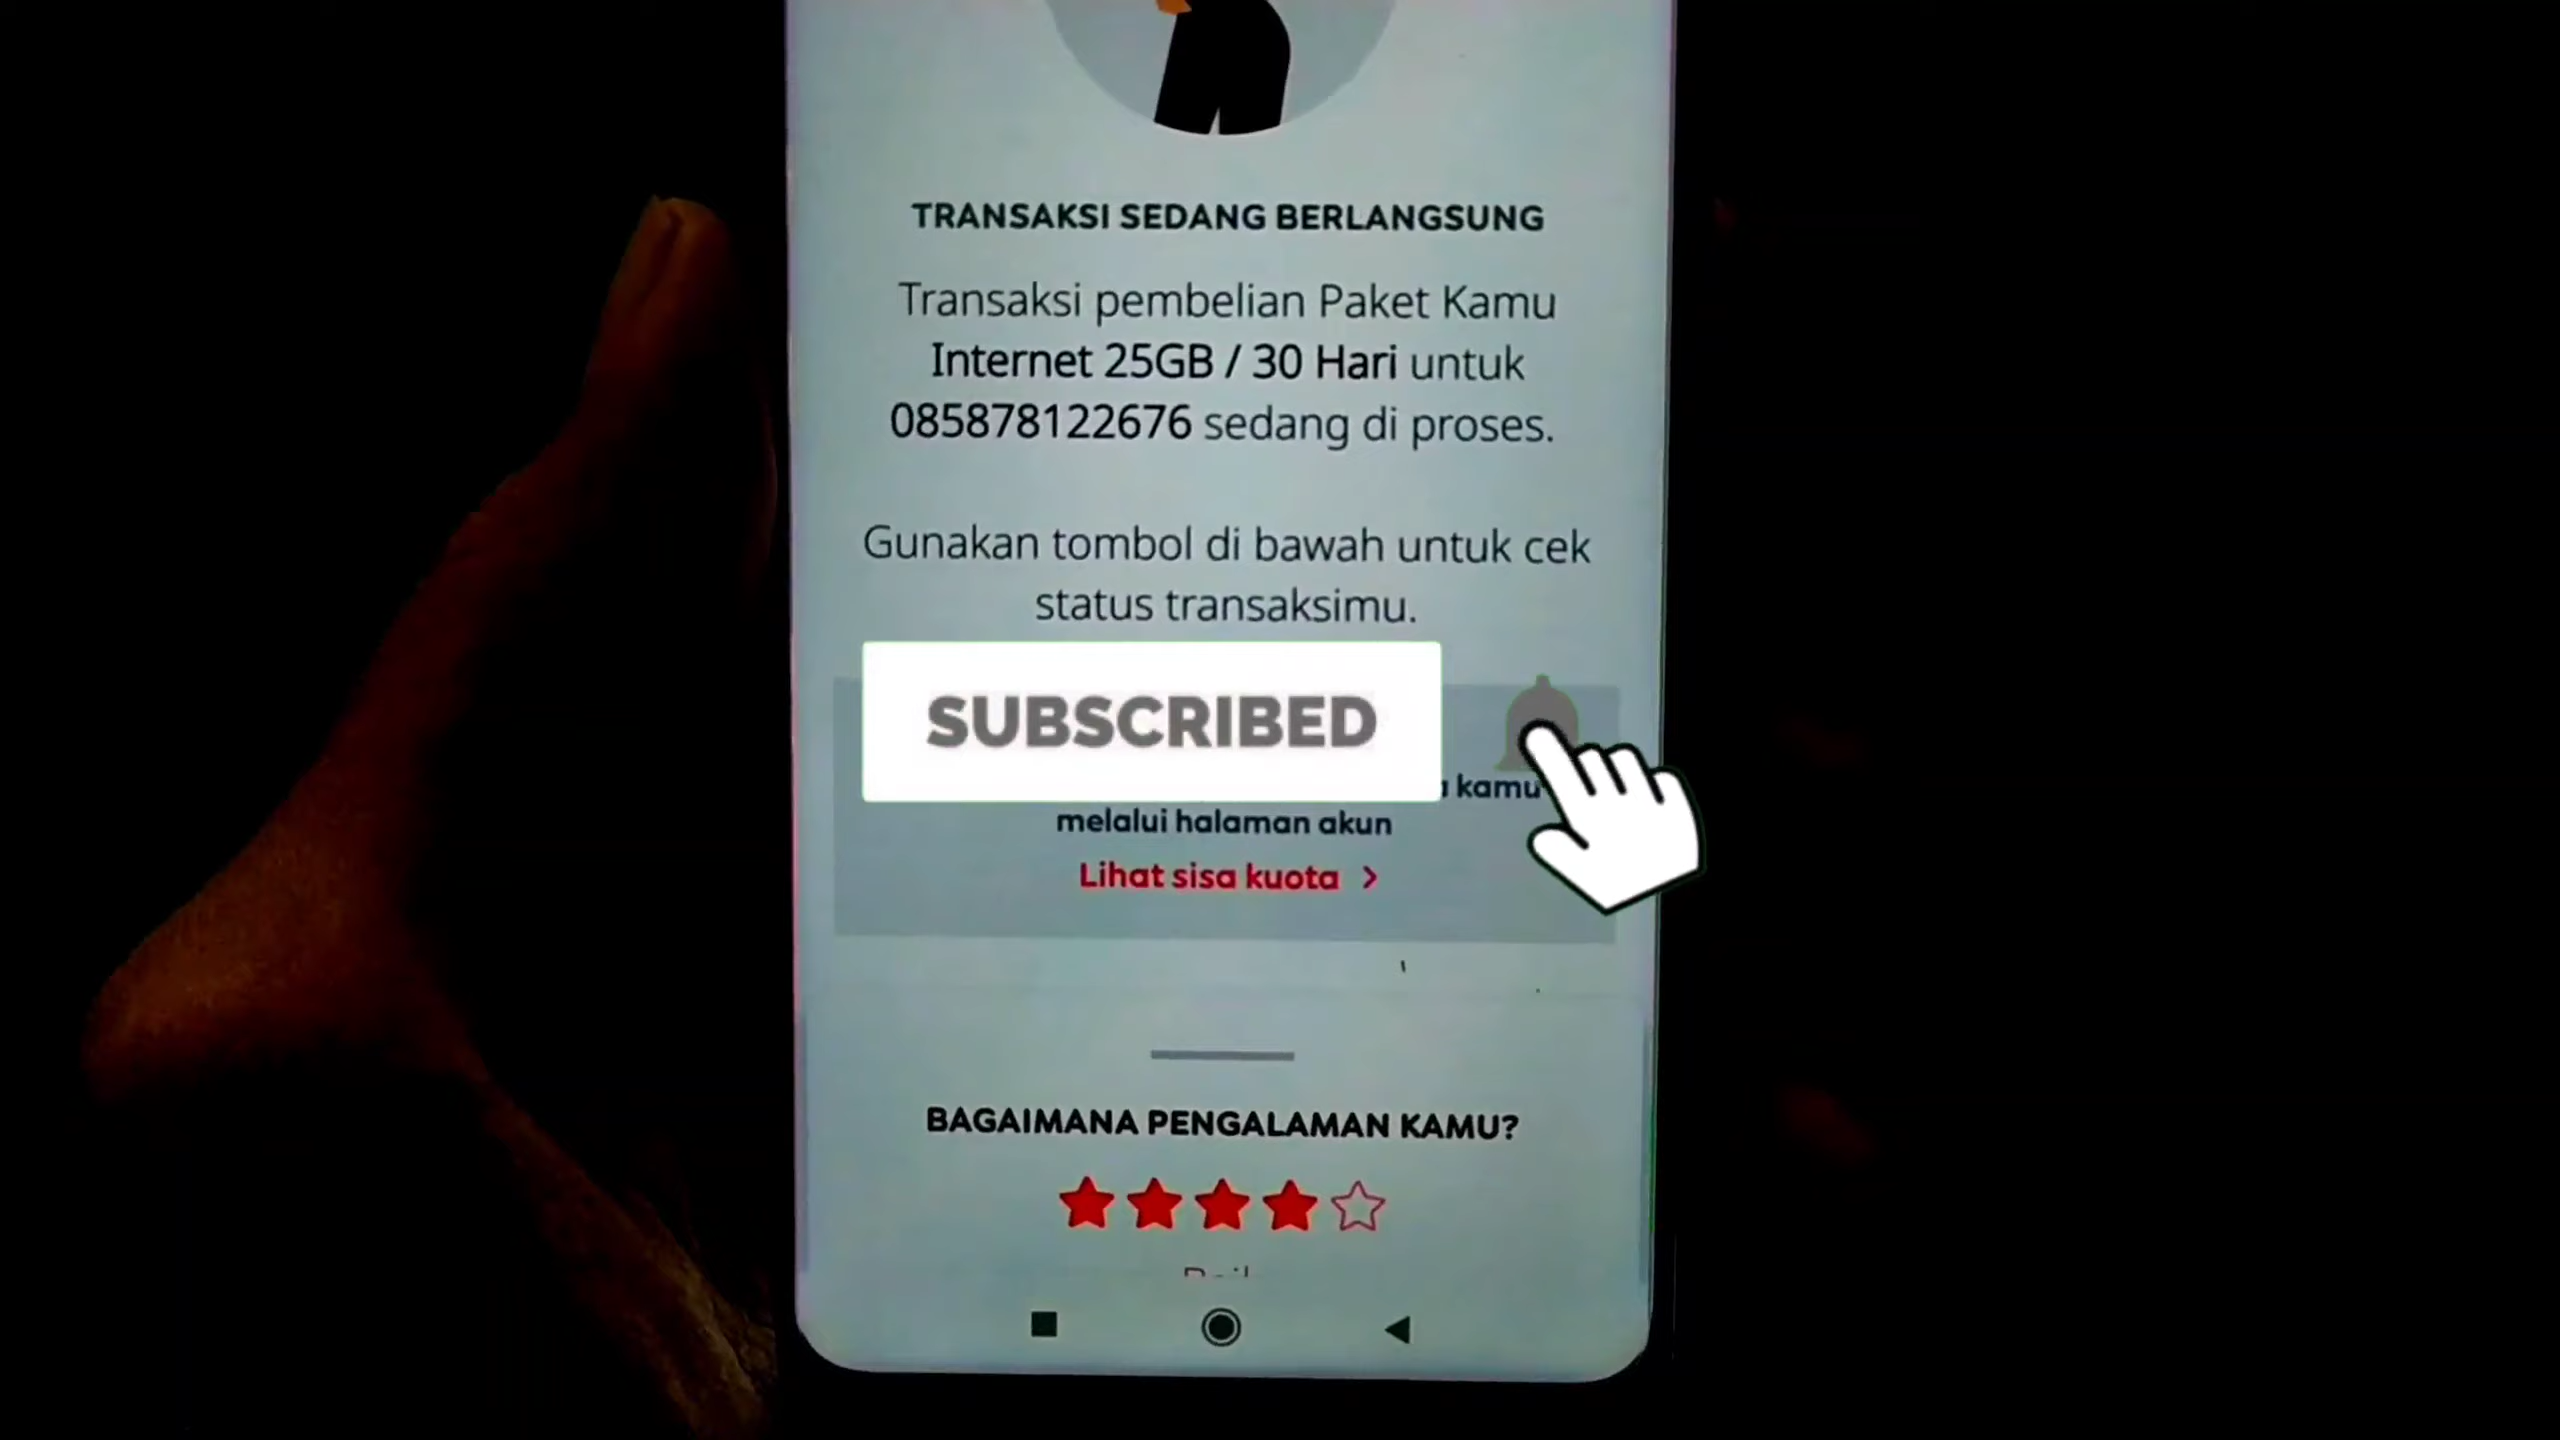 TRANSAKSI SEDANG BERLANGSUNG
Transaksi pembelian Paket Kamu
Internet 25GB / 30 Hari untuk
085878122676 sedang di proses.
Gunakan tombol di bawah untuk cek
status transaksimu.
SUBSCRIBED
kamu
melalui halaman akun
Lihat sisa kuota >
BAGAIMANA PENGALAMAN KAMU?